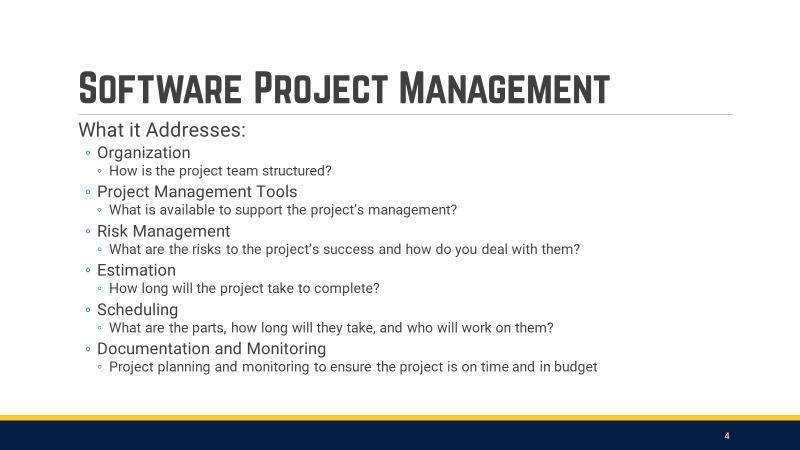 Software Project Management
What it Addresses:
◦ Organization
◦ How is the project team structured?
◦ Project Management Tools
◦ What is available to support the project’s management?
◦ Risk Management
◦ What are the risks to the project’s success and how do you deal with them?
◦ Estimation
◦ How long will the project take to complete?
◦ Scheduling
◦ What are the parts, how long will they take, and who will work on them?
◦ Documentation and Monitoring
◦ Project planning and monitoring to ensure the project is on time and in budget
4